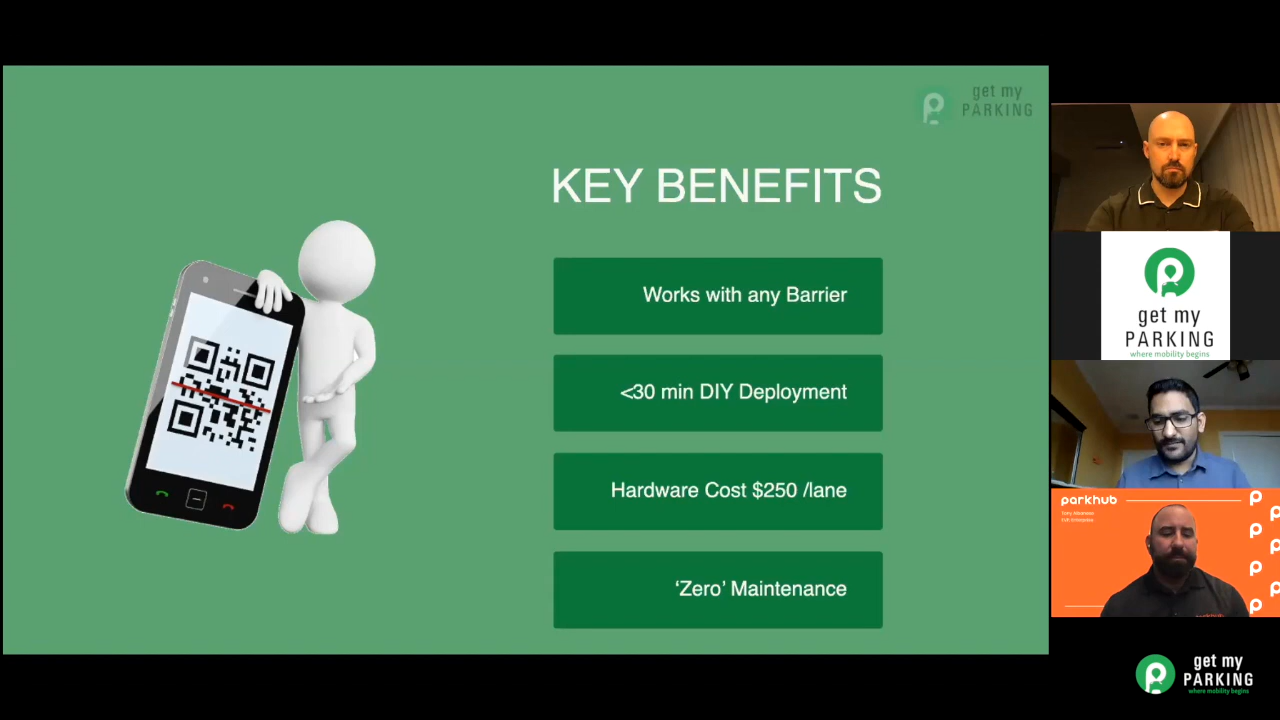 get my
PARKING
KEY BENEFITS
Works with any Barrier
<30 min DIY Deployment
Hardware Cost $250 /lane
‘Zero’ Maintenance
get my
PARKING
where mobility begins
parkhub
get my
PARKING
where mobility begins